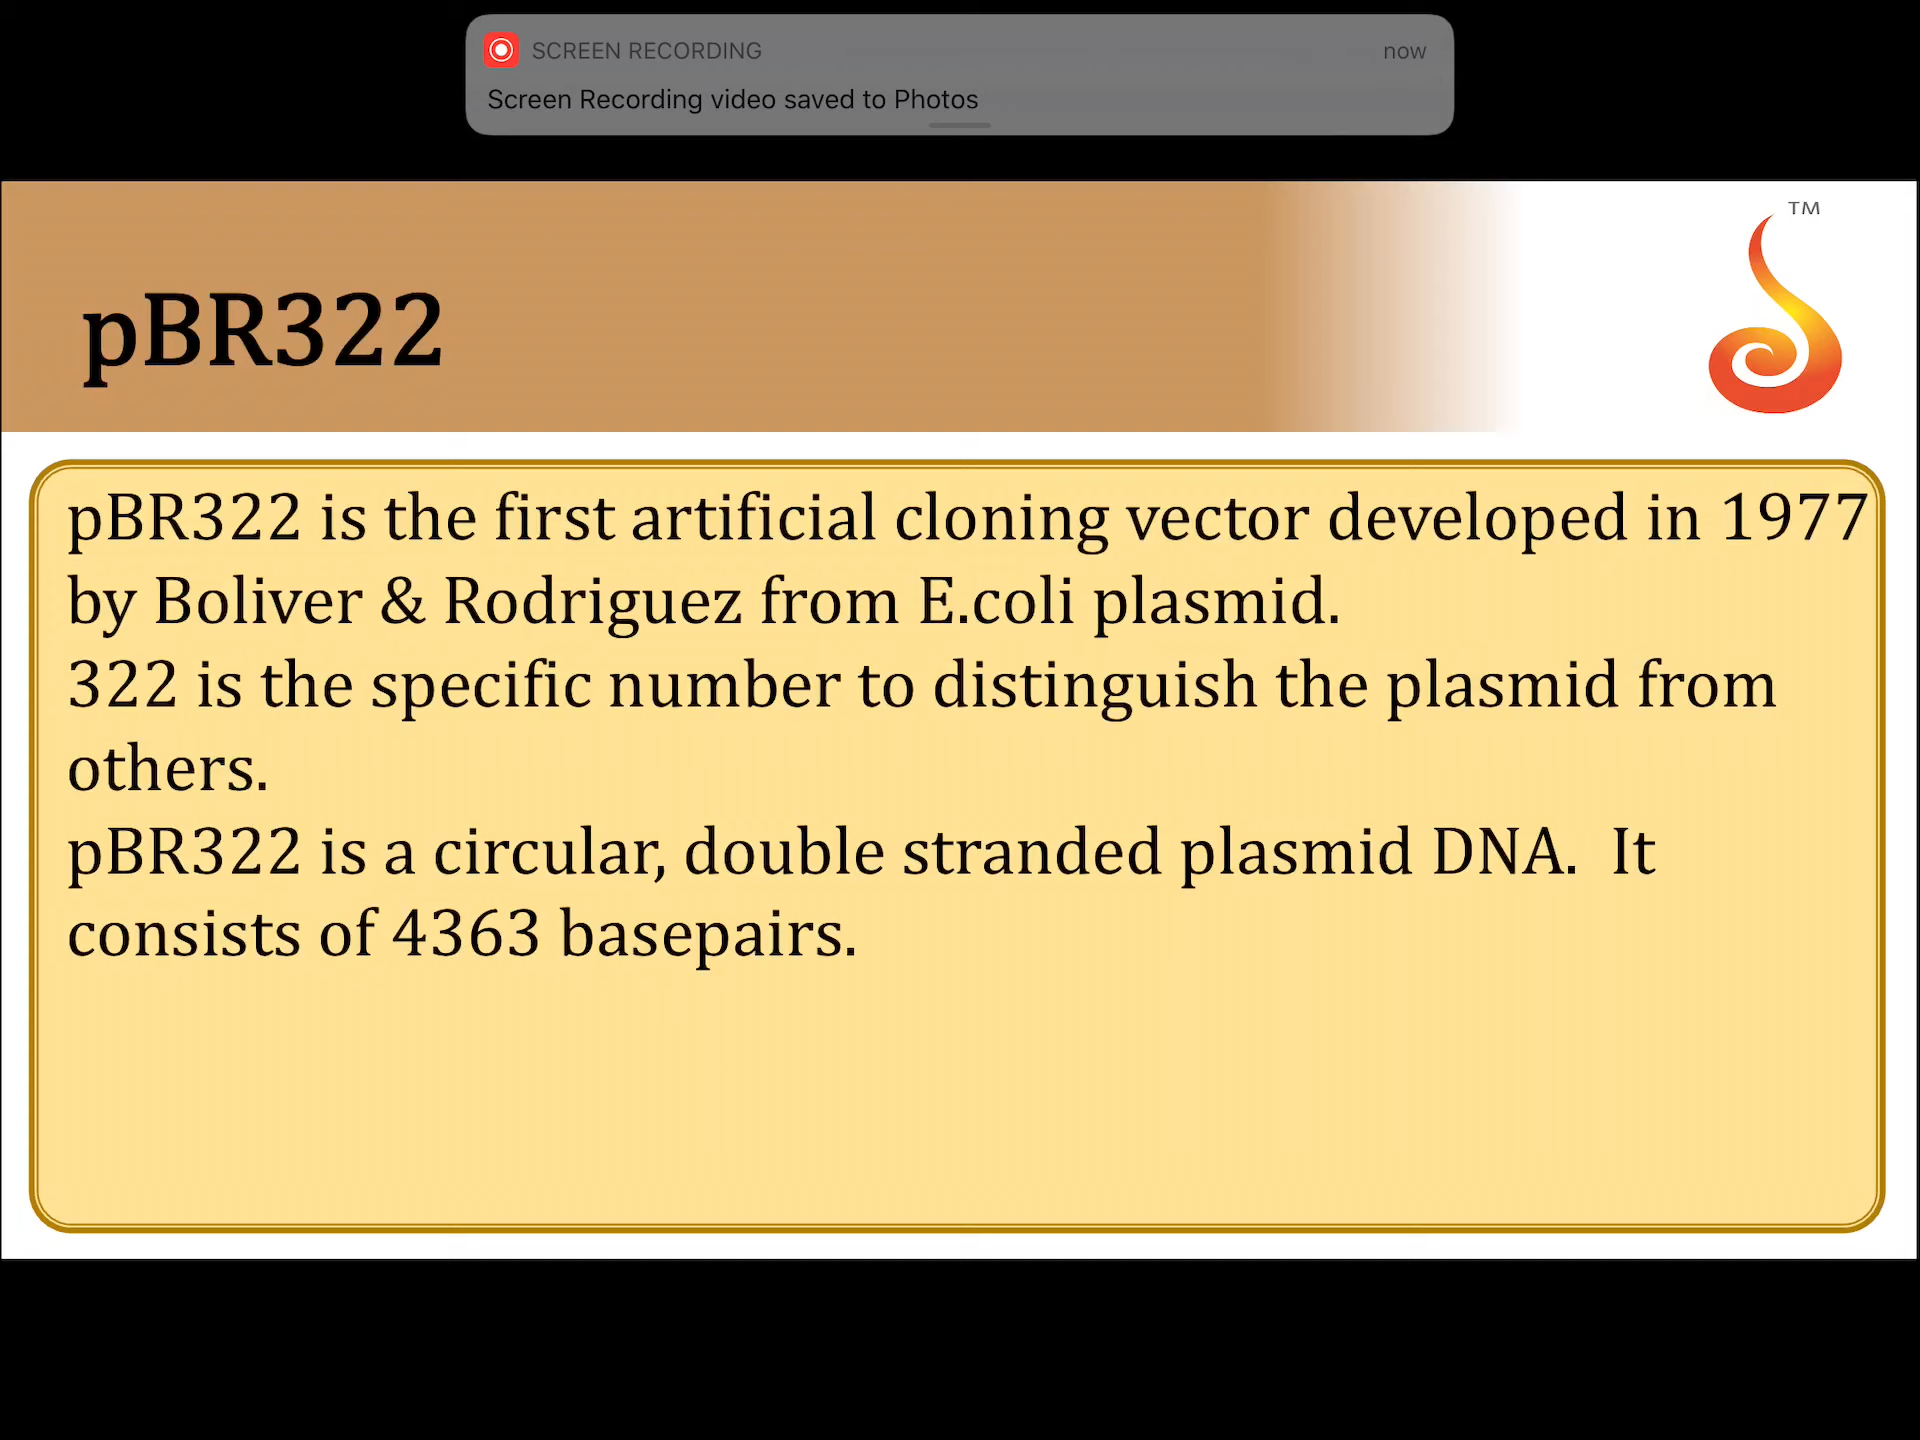 SCREEN RECORDING now
Screen Recording video saved to Photos
TM
pBR322
pBR322 is the first artificial cloning vector developed in 1977
by Boliver & Rodriguez from E.coli plasmid.
322 is the specific number to distinguish the plasmid from
others.
pBR322 is a circular, double stranded plasmid DNA.  It
consists of 4363 basepairs.